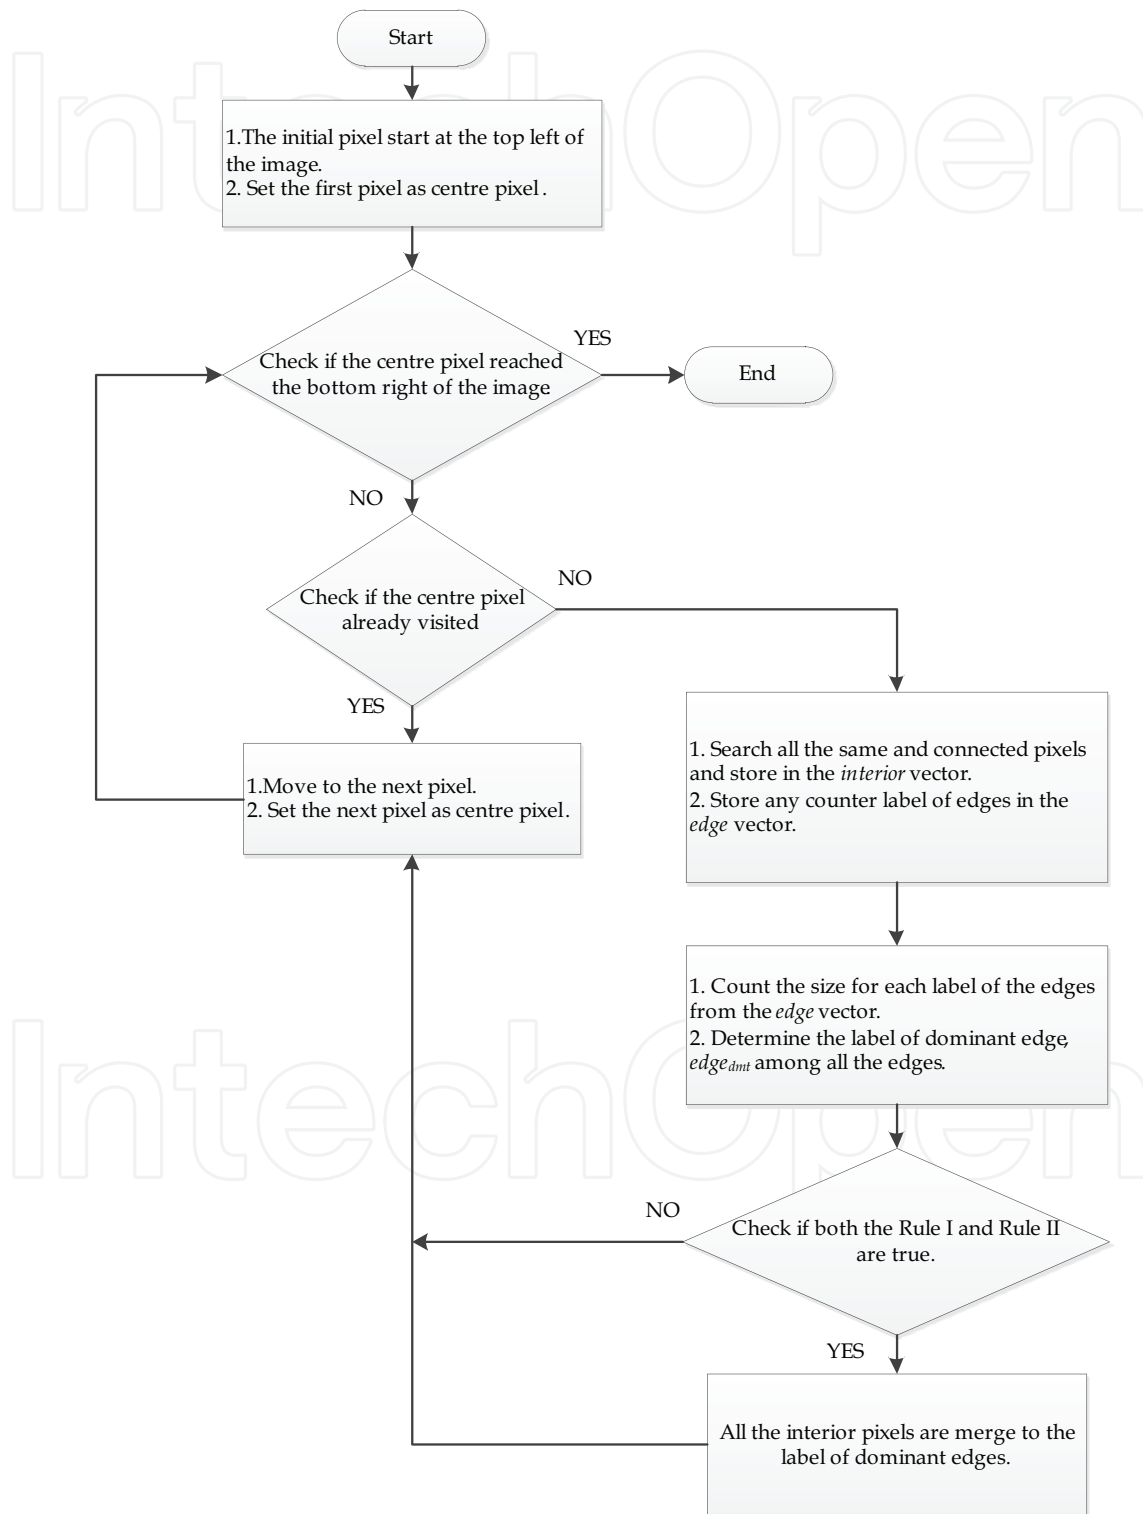 IntechOpen
Start
1.The initial pixel start at the top left of
the image.
2. Set the first pixel as centre pixel.
Check if the centre pixel reached
the bottom right of the image
YES
End
NO
Check if the centre pixel
already visited
NO
YES
1.Move to the next pixel.
2. Set the next pixel as centre pixel.
1. Search all the same and connected pixels
and store in the interior vector.
2. Store any counter label of edges in the
edge vector.
1. Count the size for each label of the edges
from the edge vector.
2. Determine the label of dominant edge,
edgedmt among all the edges.
IntechOpen
NO
Check if both the Rule I and Rule II
are true.
YES
All the interior pixels are merge to the
label of dominant edges.